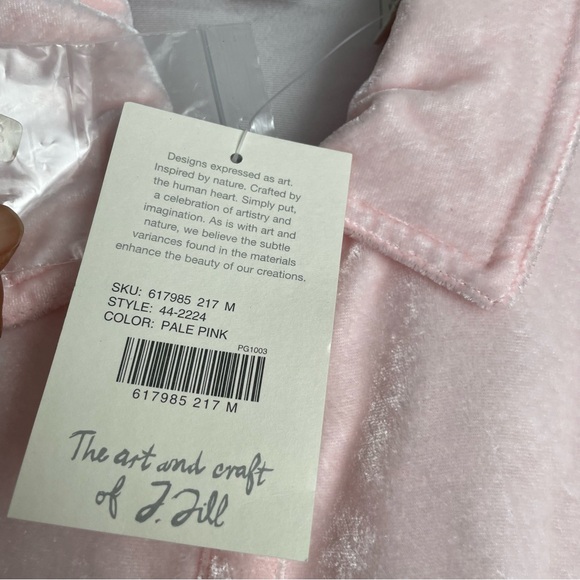 Designs expressed as art.
Inspired by nature. Crafted by
the human heart. Simply put,
a celebration of artistry and
imagination. As is with art and
nature, we believe the subtle
variances found in the materials
enhance the beauty of our creations.
SKU: 617985 217 M
STYLE: 44-2224
COLOR: PALE PINK
PG1003
617985 217 M
The art and craft
of J. Jill